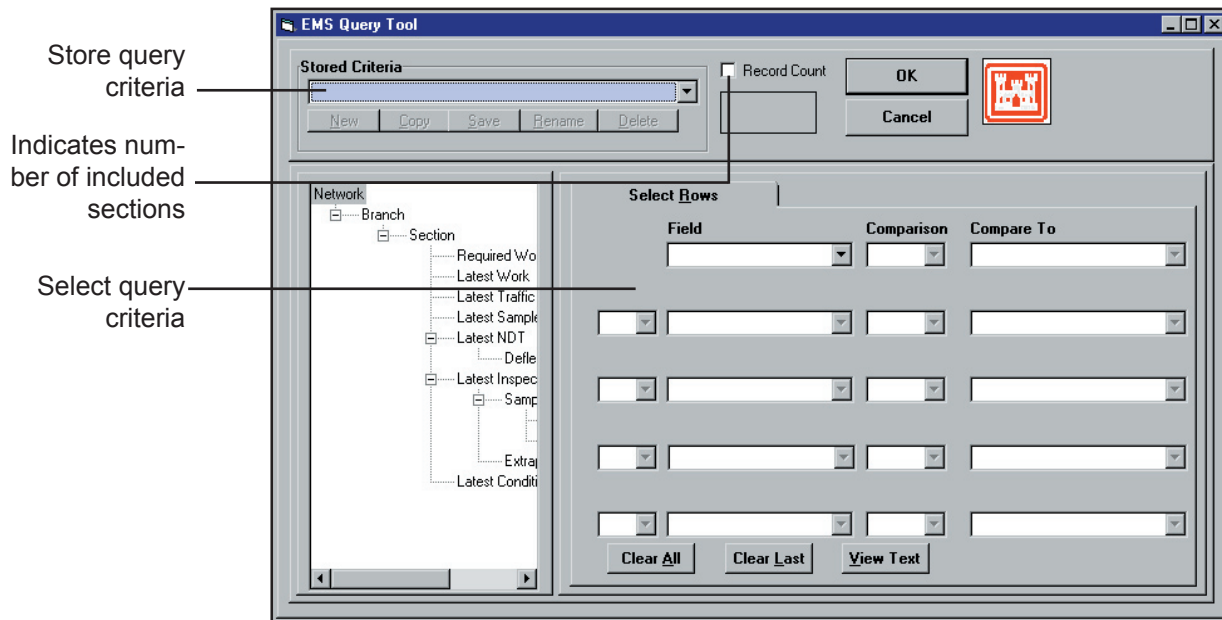 EMS Query Tool
Store query
criteria
Stored Criteria
New Copy Save Rename Delete
Record Count
OK
Cancel
Indicates num-
ber of included
sections
Select query
criteria
Network
Branch
Section
Required Wo
Latest Work
Latest Traffic
Latest Sample
Latest NDT
Defle
Latest Inspec
Samp
Extrap
Latest Conditi
Select Rows
Field Comparison Compare To
Clear All Clear Last View Text